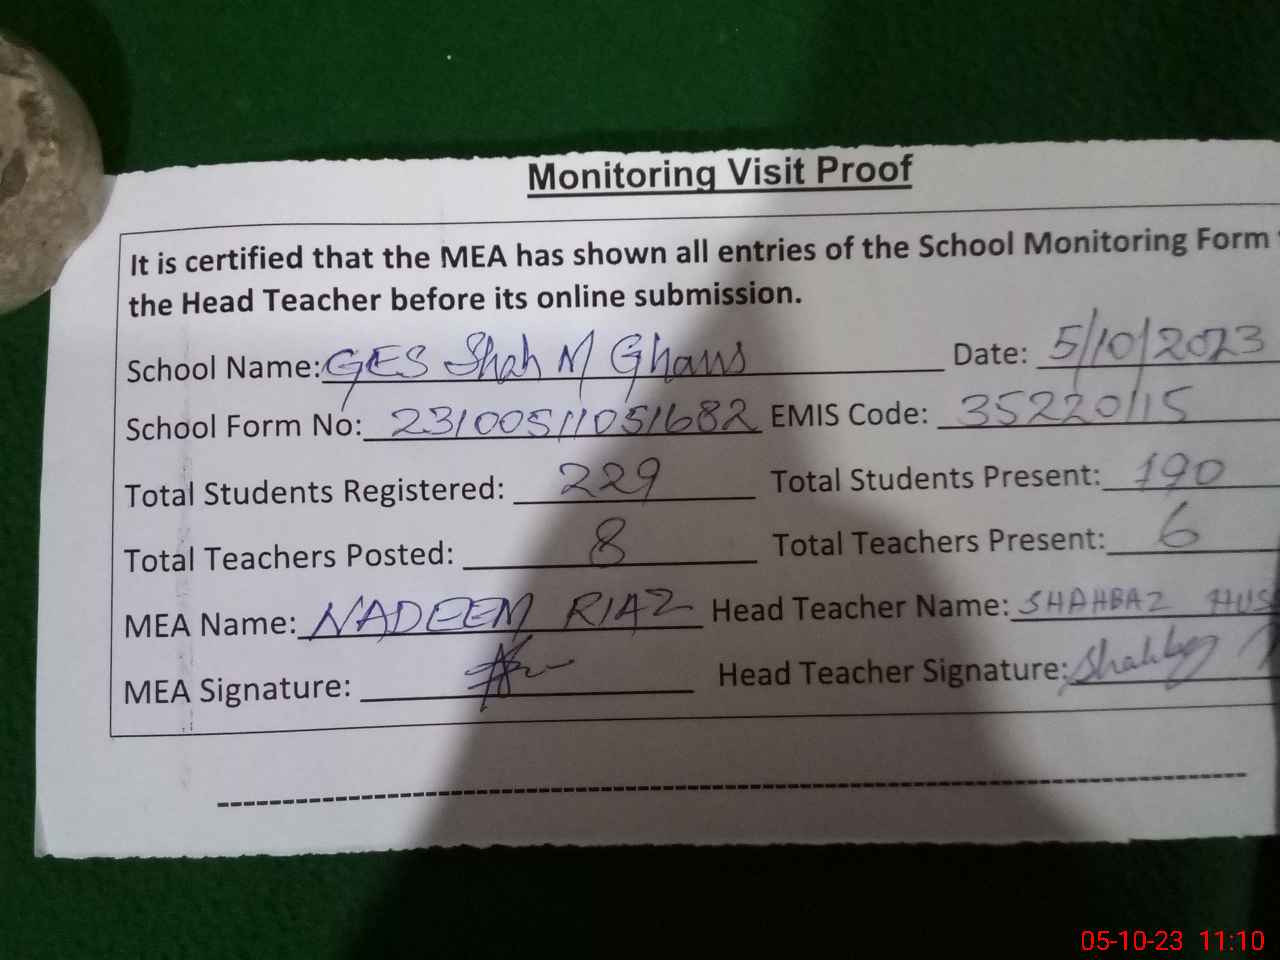 Monitoring Visit Proof
It is certified that the MEA has shown all entries of the School Monitoring Form
the Head Teacher before its online submission.
School Name: GES Shah M Ghaus Date: 5/10/2023
School Form No: 23100511051682 EMIS Code: 35220115
Total Students Registered: 229 Total Students Present: 190
Total Teachers Posted: 8 Total Teachers Present: 6
MEA Name: NADEEM RIAZ Head Teacher Name: SHAHBAZ HUS
MEA Signature: Head Teacher Signature: Shahbaz
05-10-23 11:10